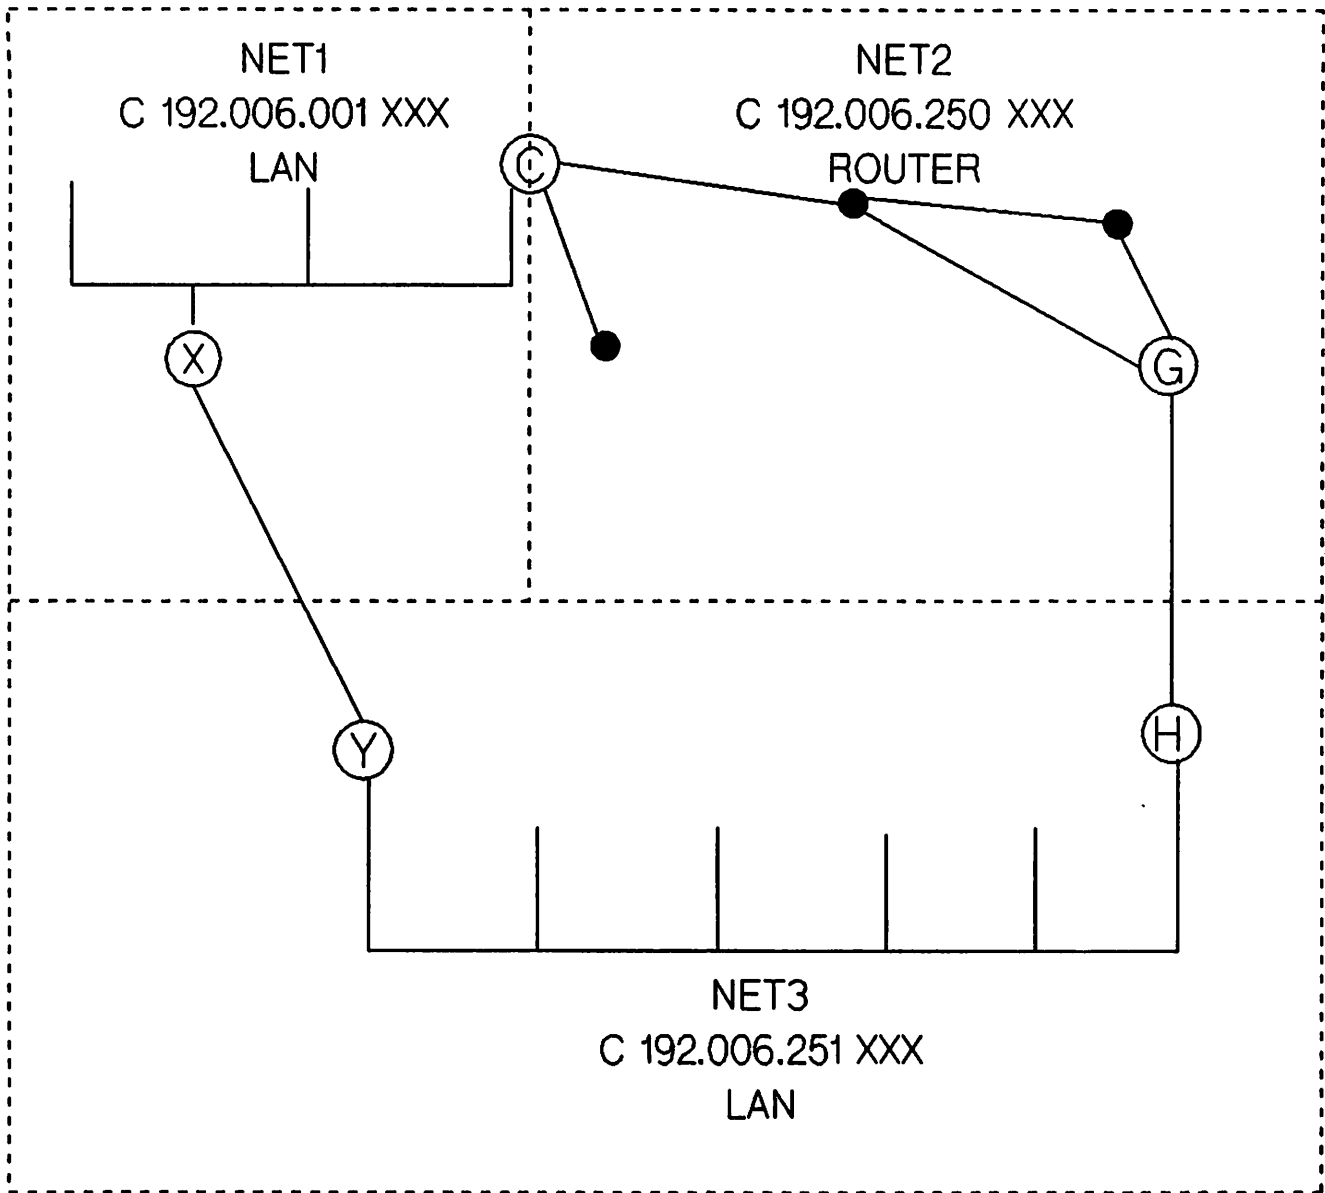 NET1
C 192.006.001 XXX
LAN
NET2
C 192.006.250 XXX
ROUTER
C
X
G
Y
H
NET3
C 192.006.251 XXX
LAN